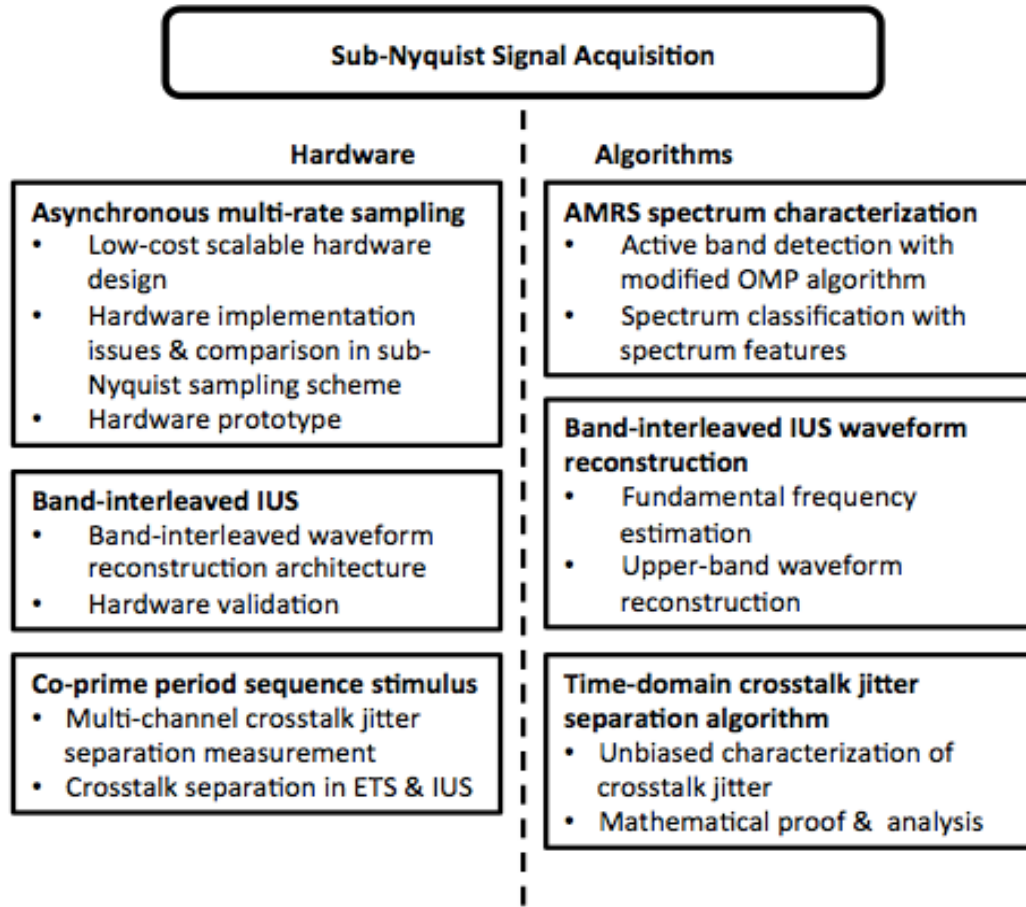 Sub-Nyquist Signal Acquisition
Hardware
Asynchronous multi-rate sampling
• Low-cost scalable hardware
design
• Hardware implementation
issues & comparison in sub-
Nyquist sampling scheme
• Hardware prototype
Band-interleaved IUS
• Band-interleaved waveform
reconstruction architecture
• Hardware validation
Co-prime period sequence stimulus
• Multi-channel crosstalk jitter
separation measurement
• Crosstalk separation in ETS & IUS
Algorithms
AMRS spectrum characterization
• Active band detection with
modified OMP algorithm
• Spectrum classification with
spectrum features
Band-interleaved IUS waveform
reconstruction
• Fundamental frequency
estimation
• Upper-band waveform
reconstruction
Time-domain crosstalk jitter
separation algorithm
• Unbiased characterization of
crosstalk jitter
• Mathematical proof & analysis